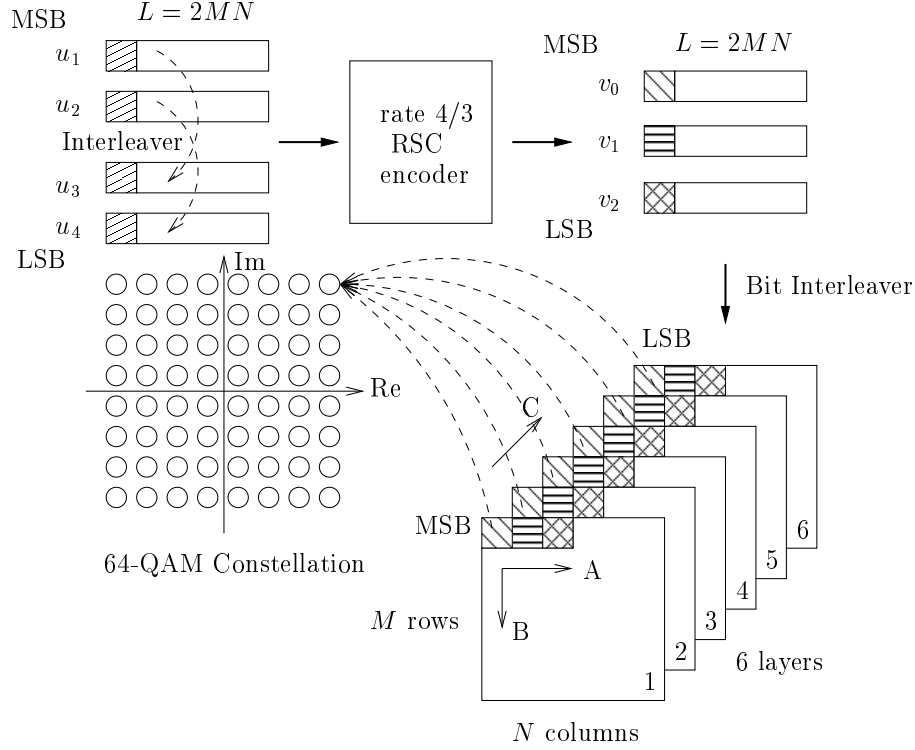 MSB
L = 2MN
u1
u2
Interleaver
u3
u4
LSB
rate 4/3
RSC
encoder
MSB
L = 2MN
v0
v1
v2
LSB
Bit Interleaver
Im
Re
64-QAM Constellation
LSB
C
MSB
A
B
M rows
N columns
1
2
3
4
5
6
6 layers